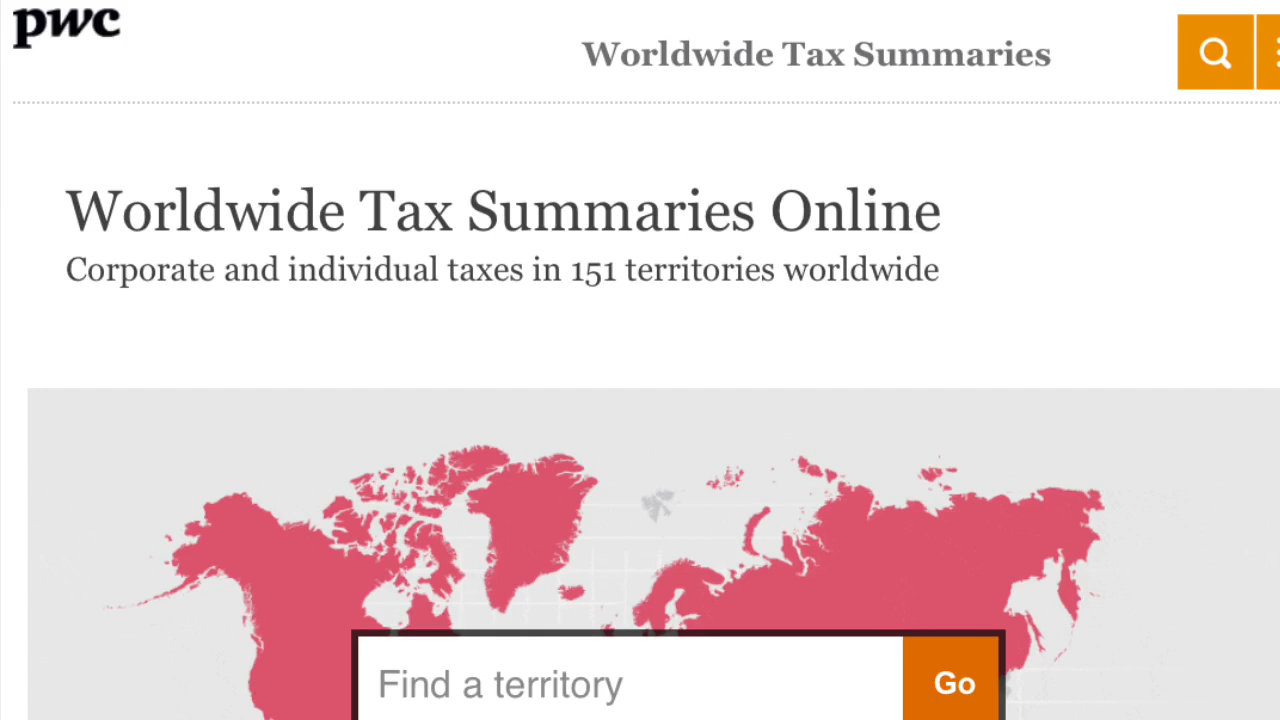 pwc
Worldwide Tax Summaries
Worldwide Tax Summaries Online
Corporate and individual taxes in 151 territories worldwide
Find a territory
Go